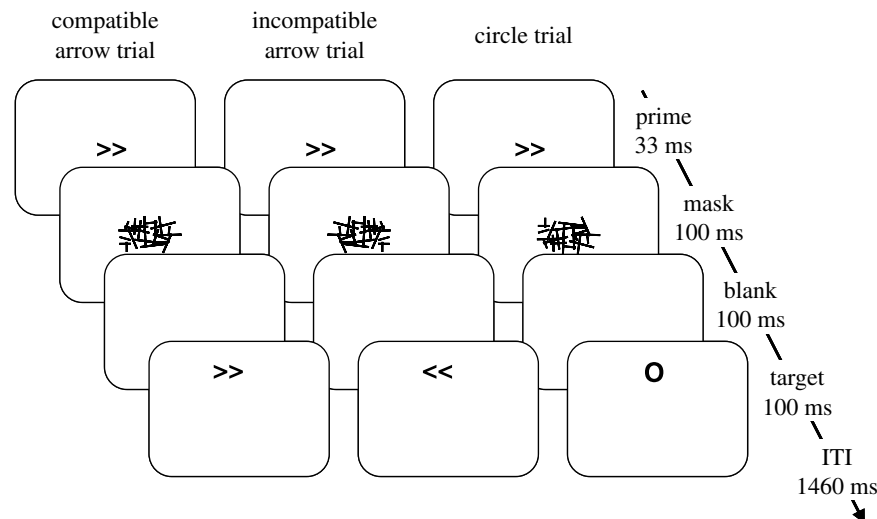 compatible
arrow trial
incompatible
arrow trial
circle trial
>>
>>
>>
prime
33 ms
mask
100 ms
blank
100 ms
>>
<<
O
target
100 ms
ITI
1460 ms